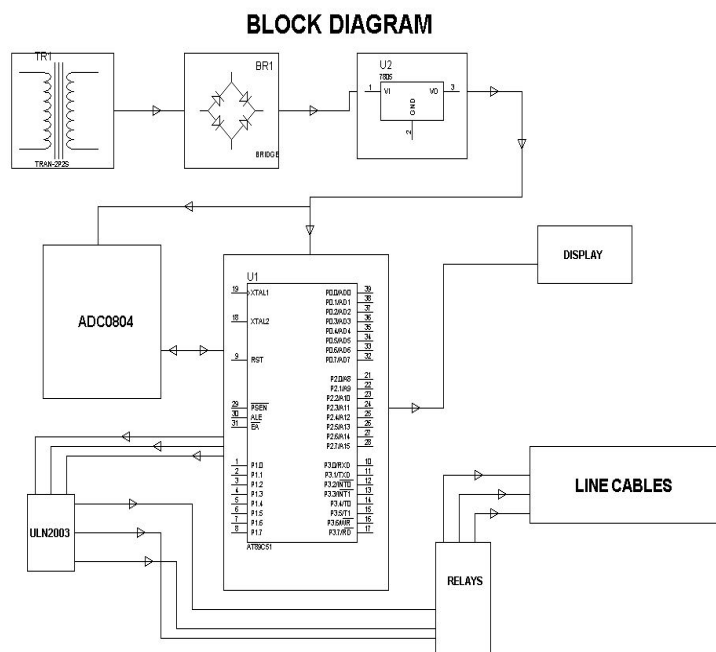 BLOCK DIAGRAM
TR1
TRAN-2P2S
BR1
BRIDGE
U2
7805
1
VI
VO
3
GND
2
ADC0804
DISPLAY
U1
19
XTAL1
18
XTAL2
9
RST
29
PSEN
30
ALE
31
EA
1
P1.0
2
P1.1
3
P1.2
4
P1.3
5
P1.4
6
P1.5
7
P1.6
8
P1.7
P0.0/AD0
39
P0.1/AD1
38
P0.2/AD2
37
P0.3/AD3
36
P0.4/AD4
35
P0.5/AD5
34
P0.6/AD6
33
P0.7/AD7
32
P2.0/A8
21
P2.1/A9
22
P2.2/A10
23
P2.3/A11
24
P2.4/A12
25
P2.5/A13
26
P2.6/A14
27
P2.7/A15
28
P3.0/RXD
10
P3.1/TXD
11
P3.2/INT0
12
P3.3/INT1
13
P3.4/T0
14
P3.5/T1
15
P3.6/WR
16
P3.7/RD
17
AT89C51
ULN2003
RELAYS
LINE CABLES